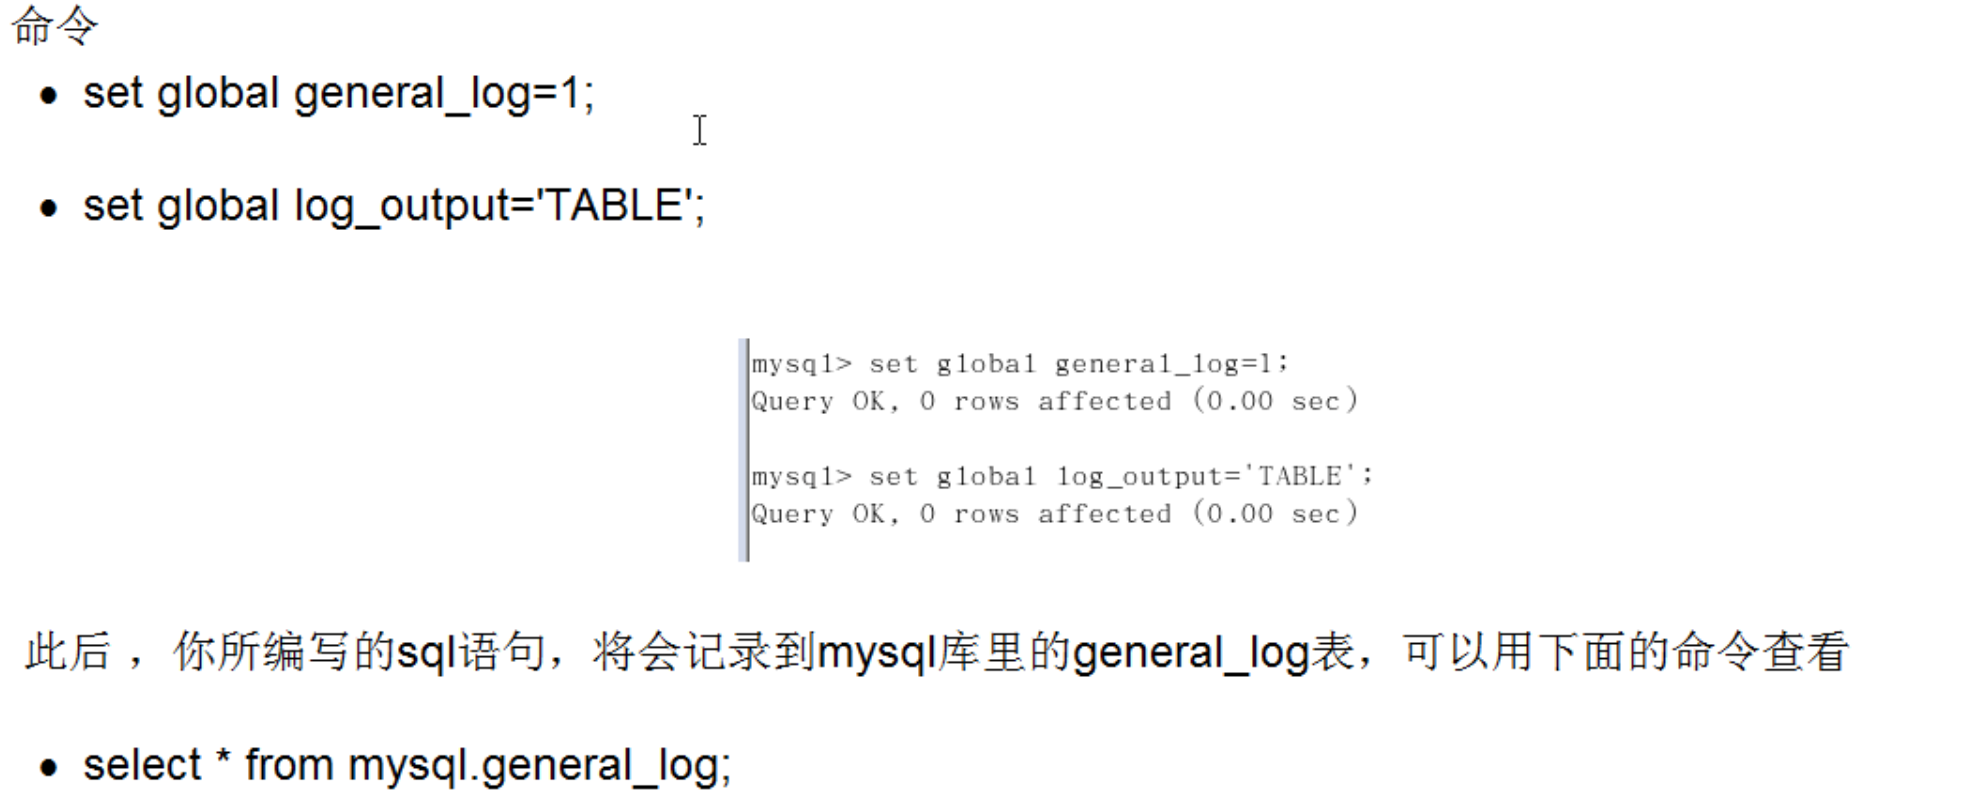 命令
• set global general_log=1;
• set global log_output='TABLE';
mysql> set global general_log=1;
Query OK, 0 rows affected (0.00 sec)
mysql> set global log_output='TABLE';
Query OK, 0 rows affected (0.00 sec)
此后 ，你所编写的sql语句，将会记录到mysql库里的general_log表，可以用下面的命令查看
• select * from mysql.general_log;